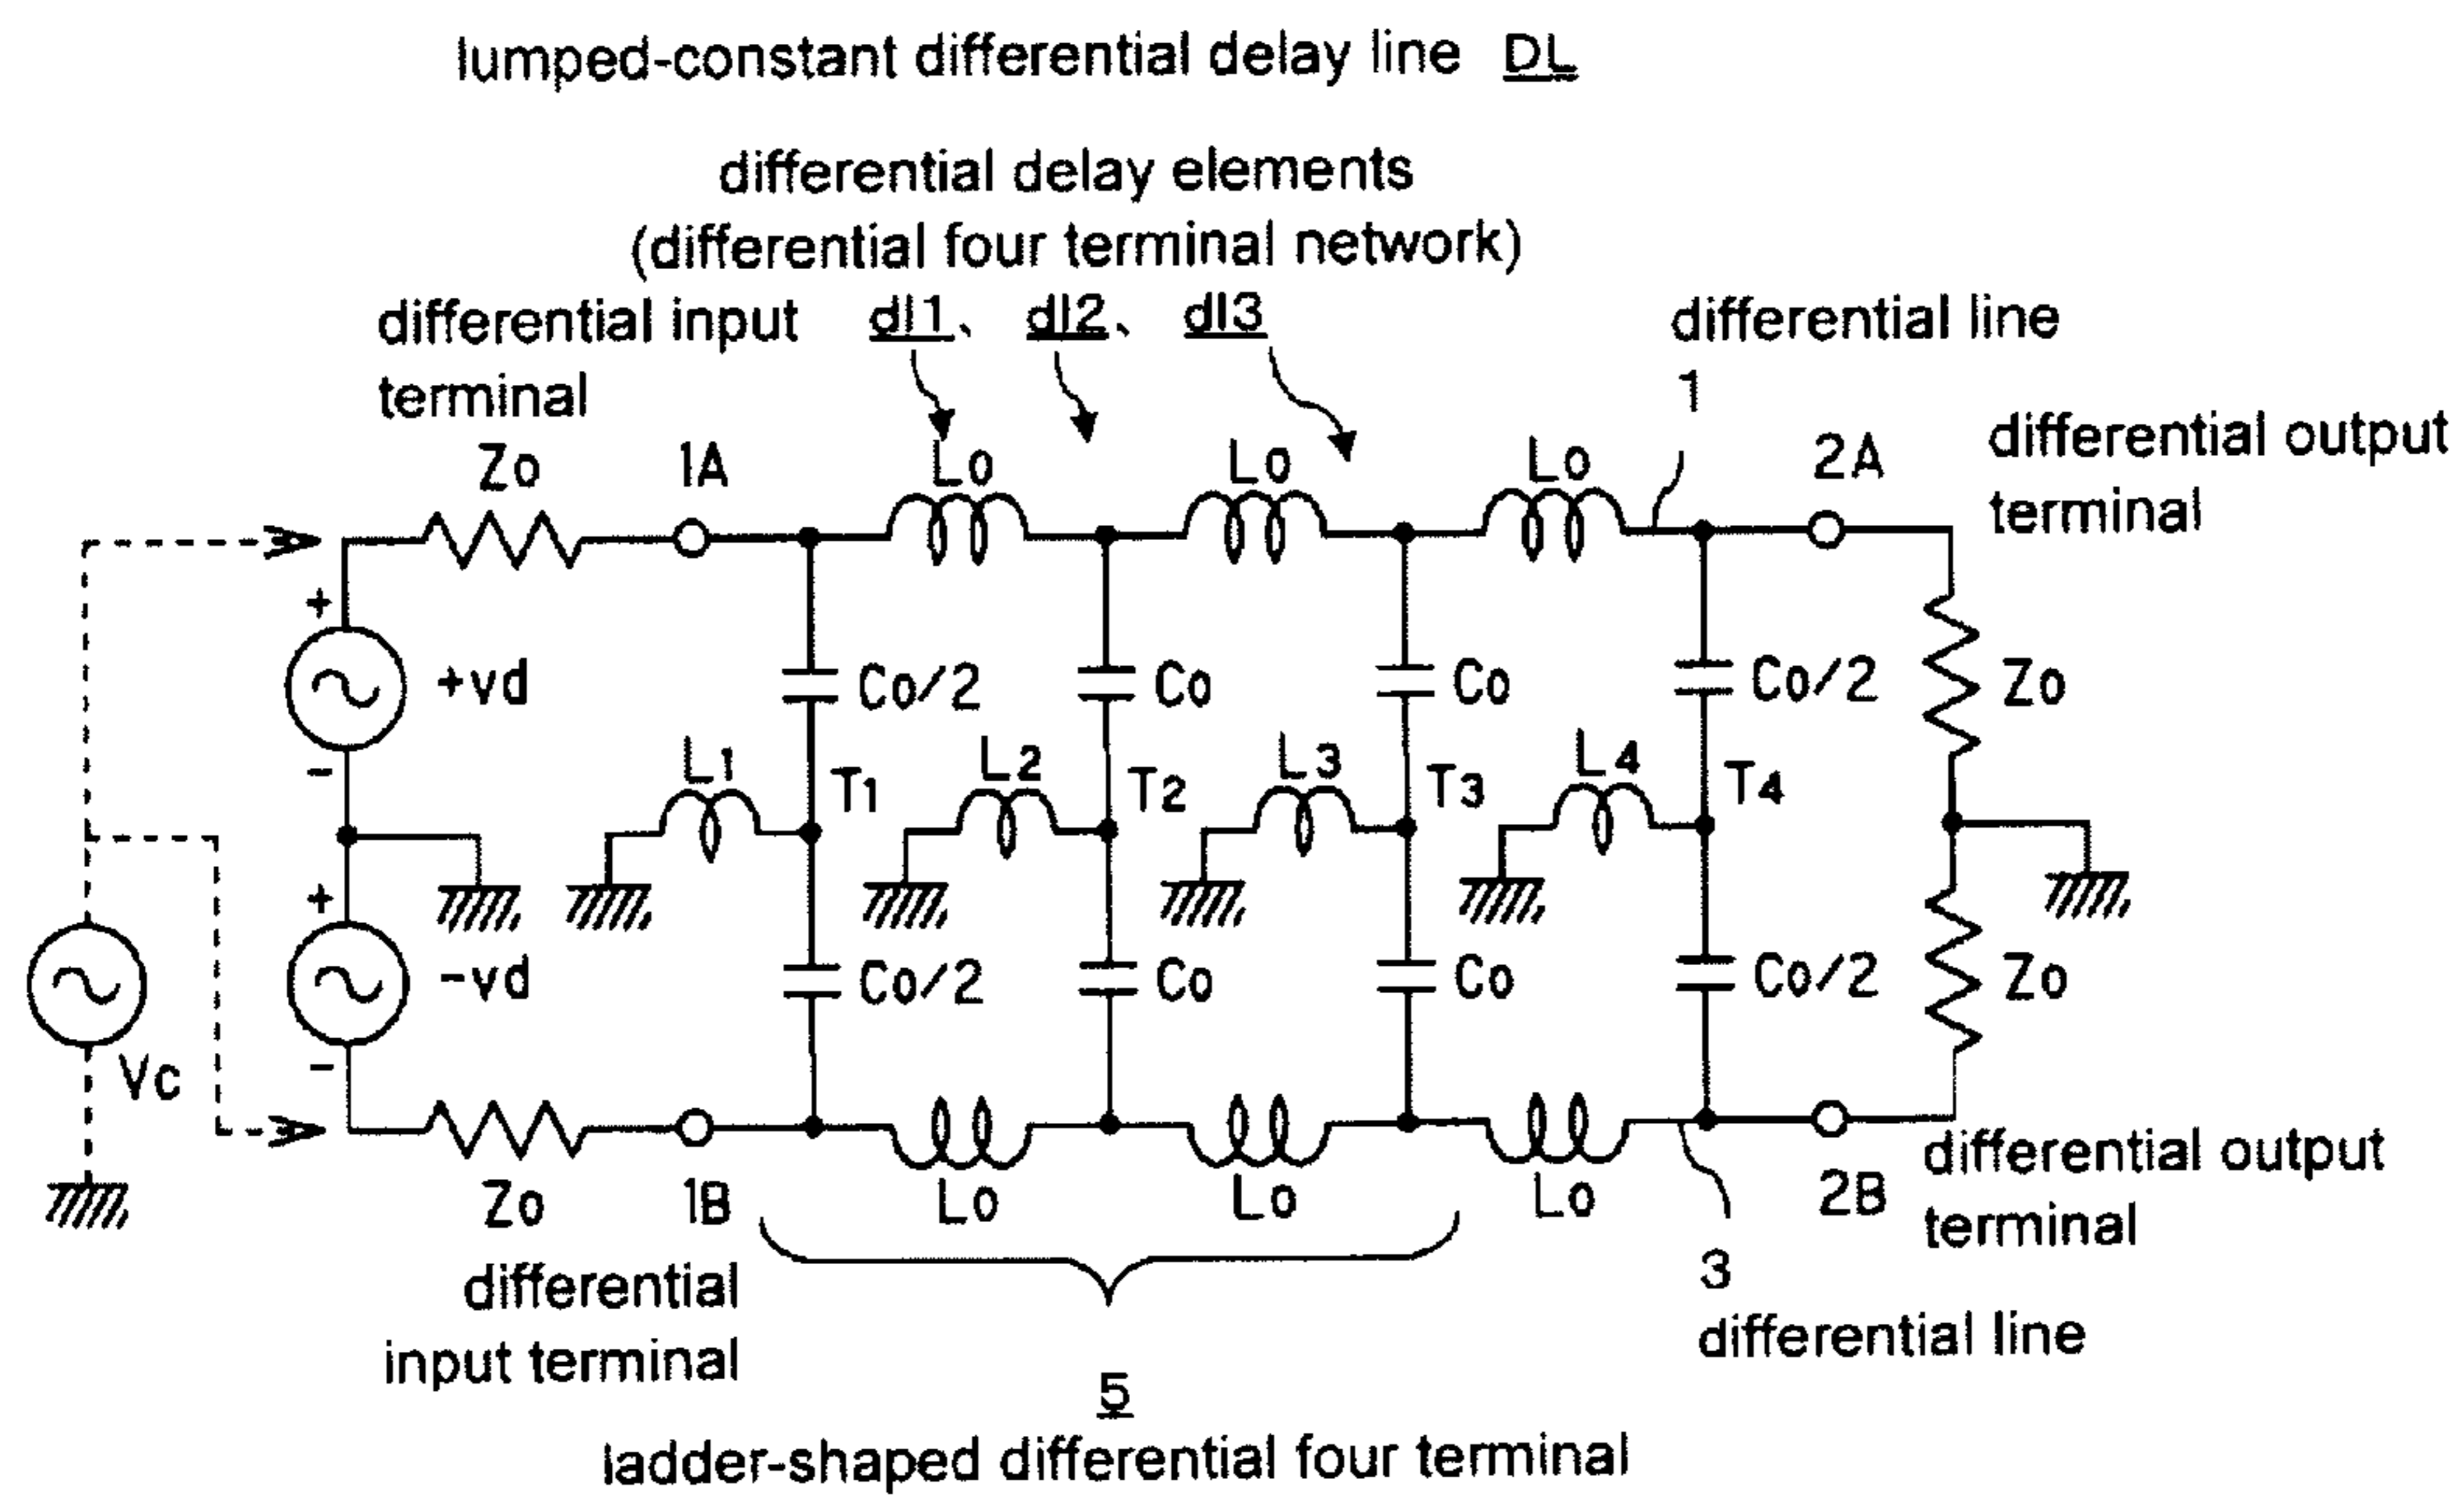 lumped-constant differential delay line DL
differential delay elements
(differential four terminal network)
differential input
terminal
dl1、 dl2、 dl3
differential line
1
differential output
terminal
Zo
1A
Lo
Lo
Lo
2A
+
+vd
-
Co/2
Co
Co
Co/2
Zo
L1
T1
L2
T2
L3
T3
L4
T4
+
-vd
-
Co/2
Co
Co
Co/2
Zo
Vc
Zo
1B
Lo
Lo
Lo
2B
differential output
terminal
differential
input terminal
3
differential line
5
ladder-shaped differential four terminal